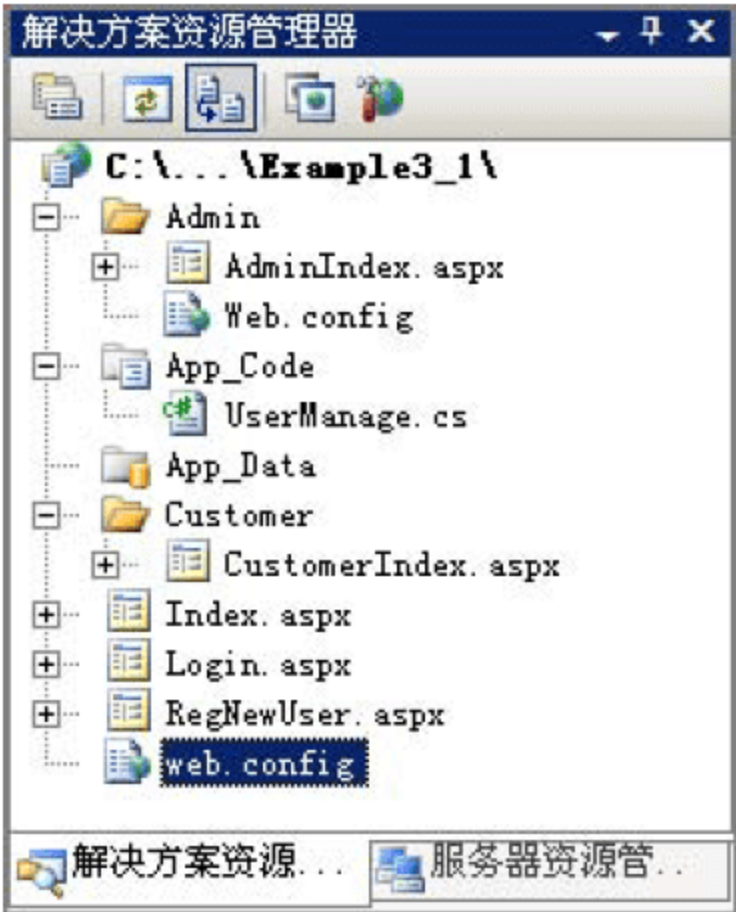 解决方案资源管理器
C:\...\Example3_1\
Admin
AdminIndex.aspx
Web.config
App_Code
UserManage.cs
App_Data
Customer
CustomerIndex.aspx
Index.aspx
Login.aspx
RegNewUser.aspx
web.config
解决方案资源... 服务器资源管..